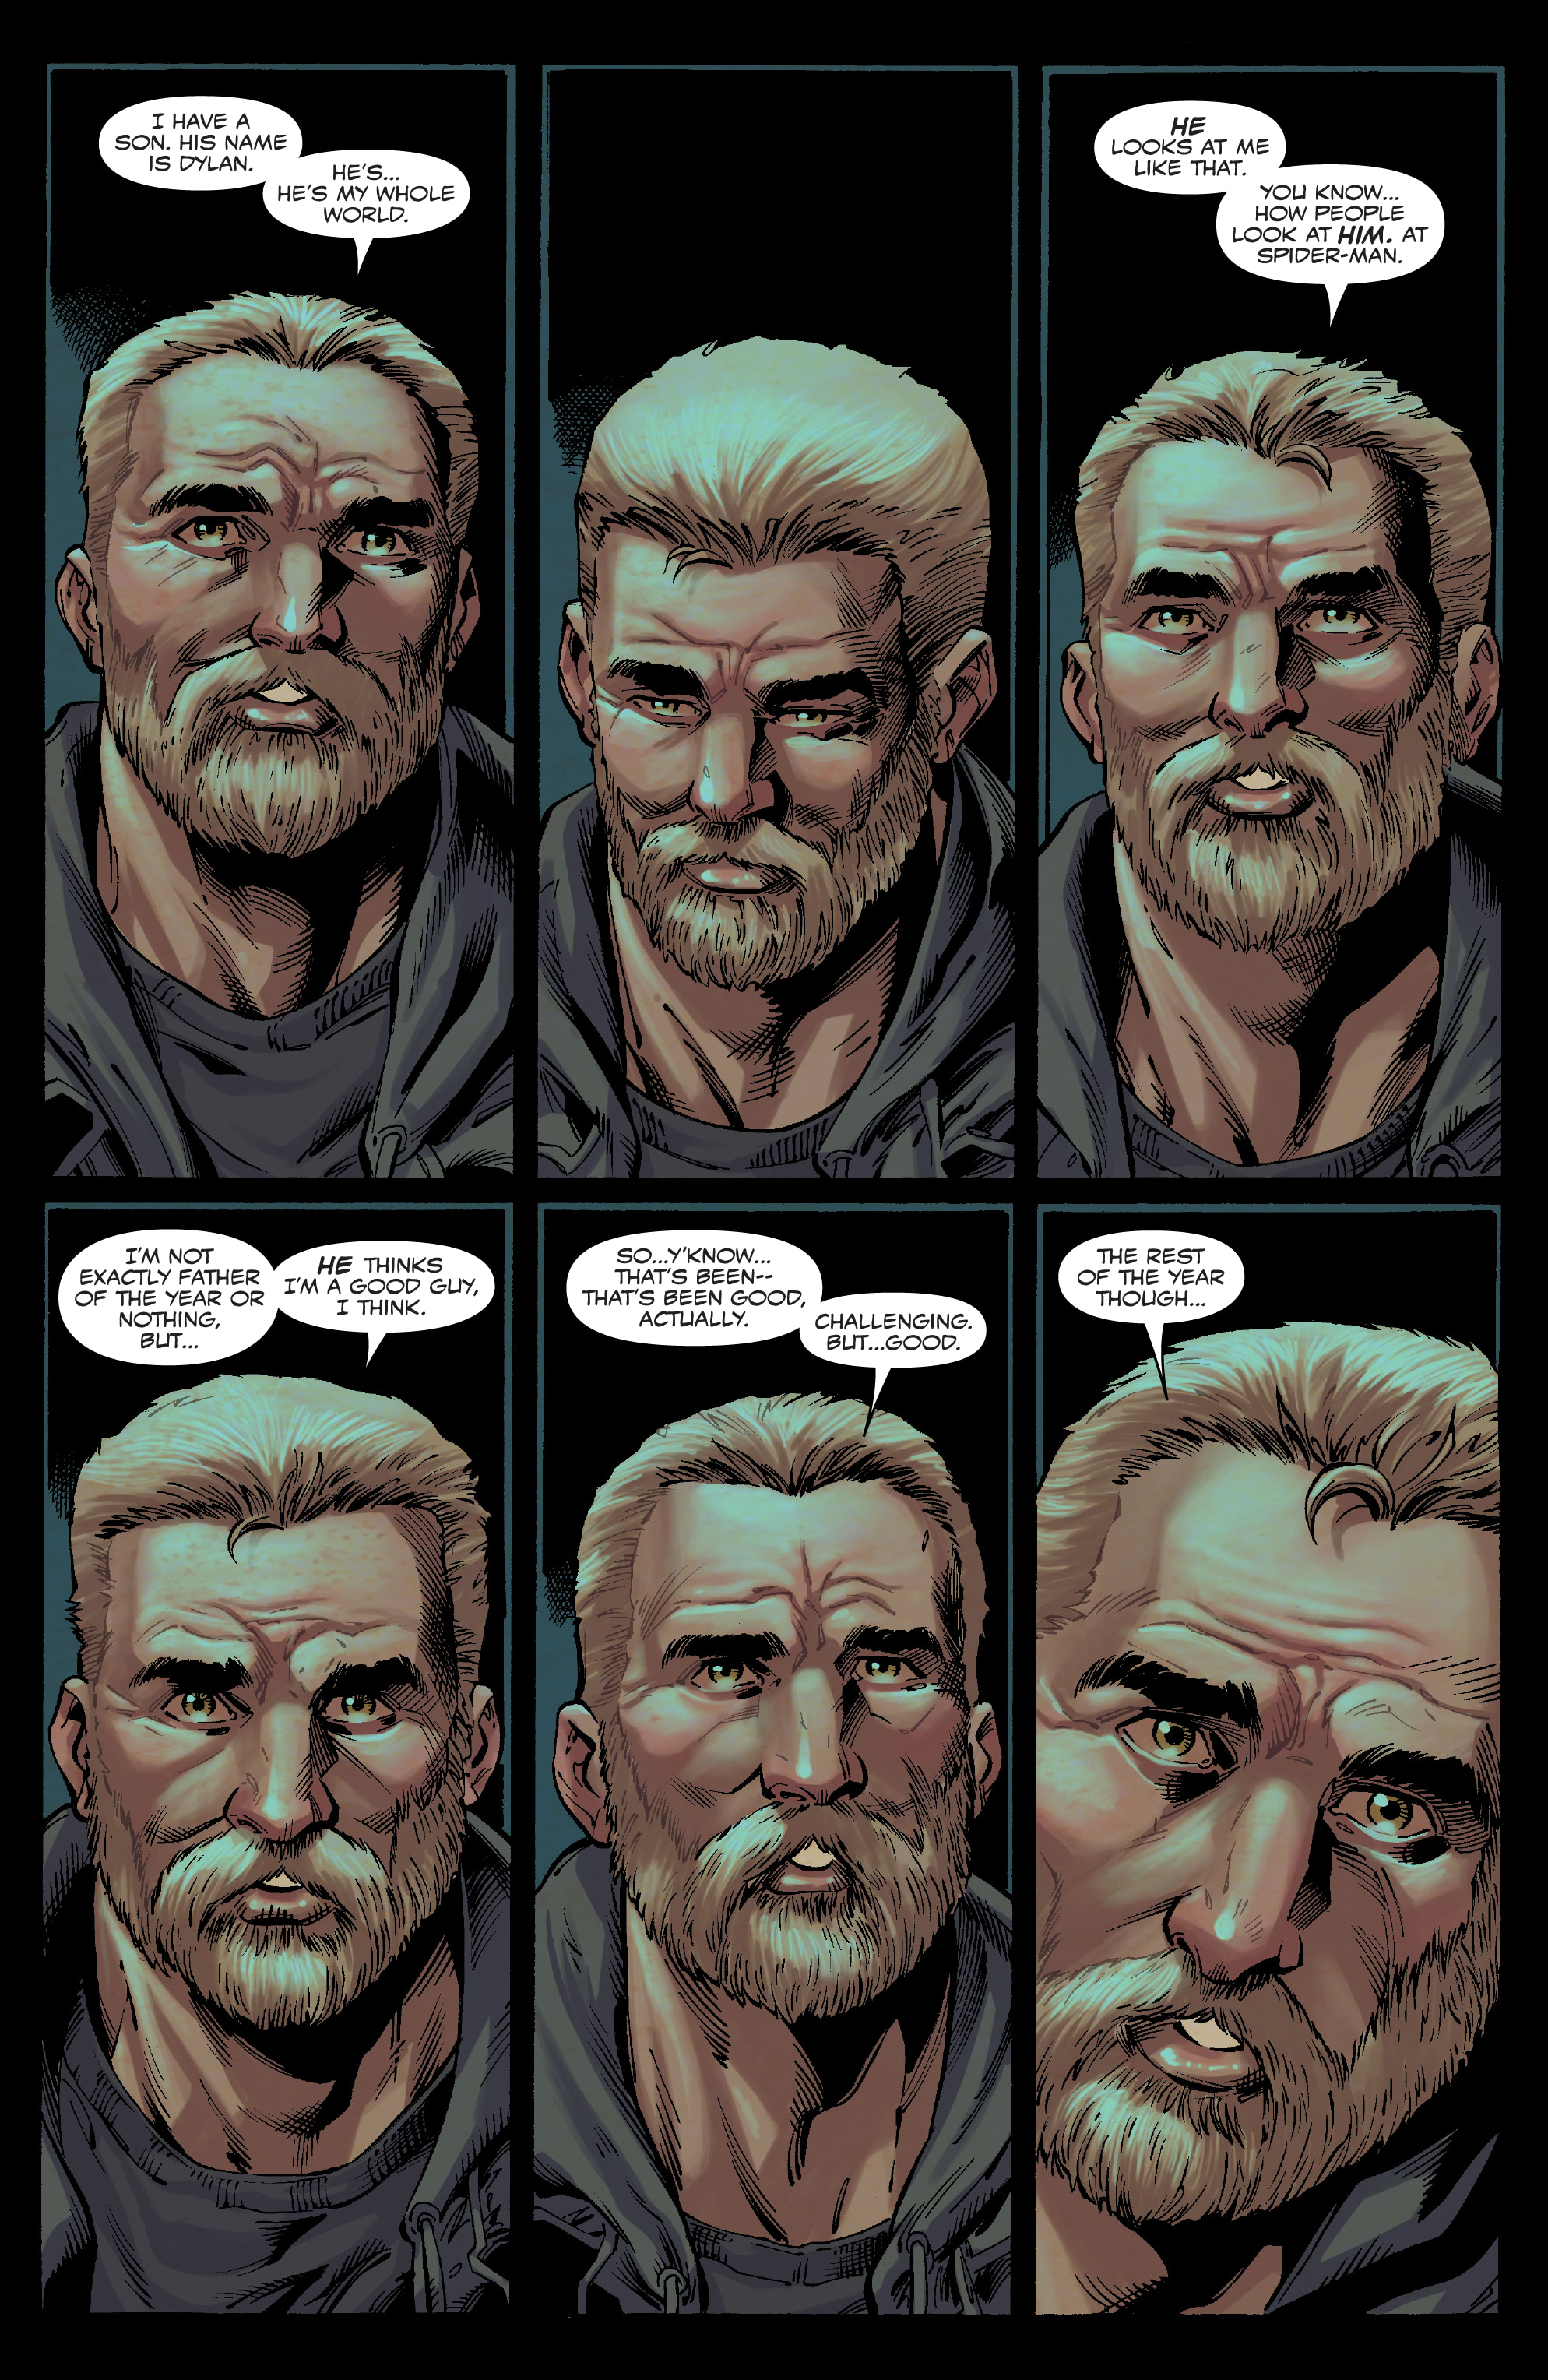 I HAVE A
SON. HIS NAME
IS DYLAN.
HE'S...
HE'S MY WHOLE
WORLD.
HE
LOOKS AT ME
LIKE THAT.
YOU KNOW...
HOW PEOPLE
LOOK AT HIM. AT
SPIDER-MAN.
I'M NOT
EXACTLY FATHER
OF THE YEAR OR
NOTHING,
BUT...
HE THINKS
I'M A GOOD GUY,
I THINK.
SO...Y'KNOW...
THAT'S BEEN--
THAT'S BEEN GOOD,
ACTUALLY.
CHALLENGING.
BUT...GOOD.
THE REST
OF THE YEAR
THOUGH...